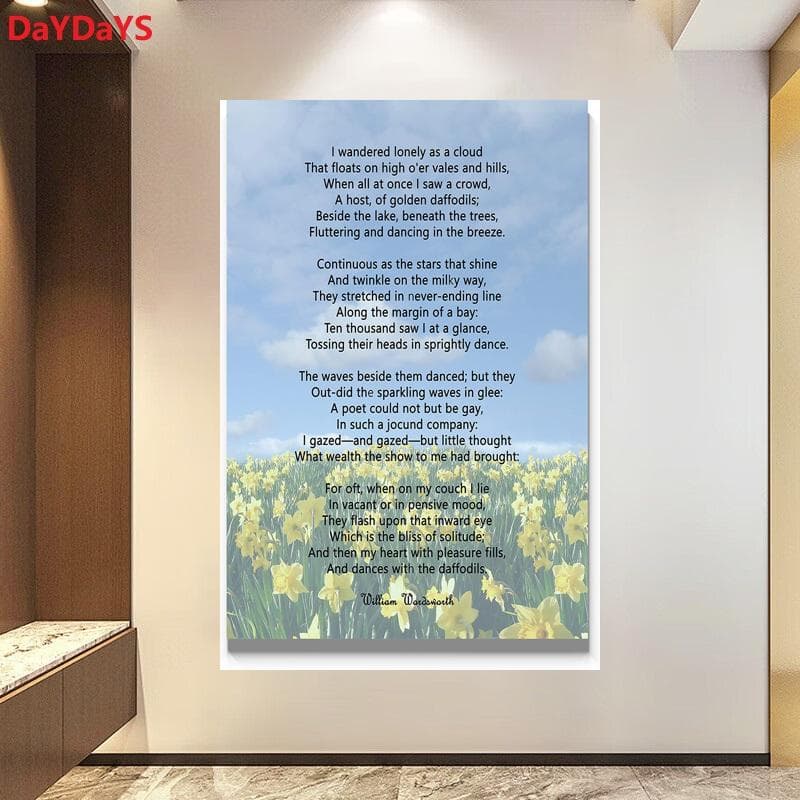 DaYDaYS
I wandered lonely as a cloud
That floats on high o'er vales and hills,
When all at once I saw a crowd,
A host, of golden daffodils;
Beside the lake, beneath the trees,
Fluttering and dancing in the breeze.
Continuous as the stars that shine
And twinkle on the milky way,
They stretched in never-ending line
Along the margin of a bay:
Ten thousand saw I at a glance,
Tossing their heads in sprightly dance.
The waves beside them danced; but they
Out-did the sparkling waves in glee:
A poet could not but be gay,
In such a jocund company:
I gazed—and gazed—but little thought
What wealth the show to me had brought:
For oft, when on my couch I lie
In vacant or in pensive mood,
They flash upon that inward eye
Which is the bliss of solitude;
And then my heart with pleasure fills,
And dances with the daffodils.
William Wordsworth